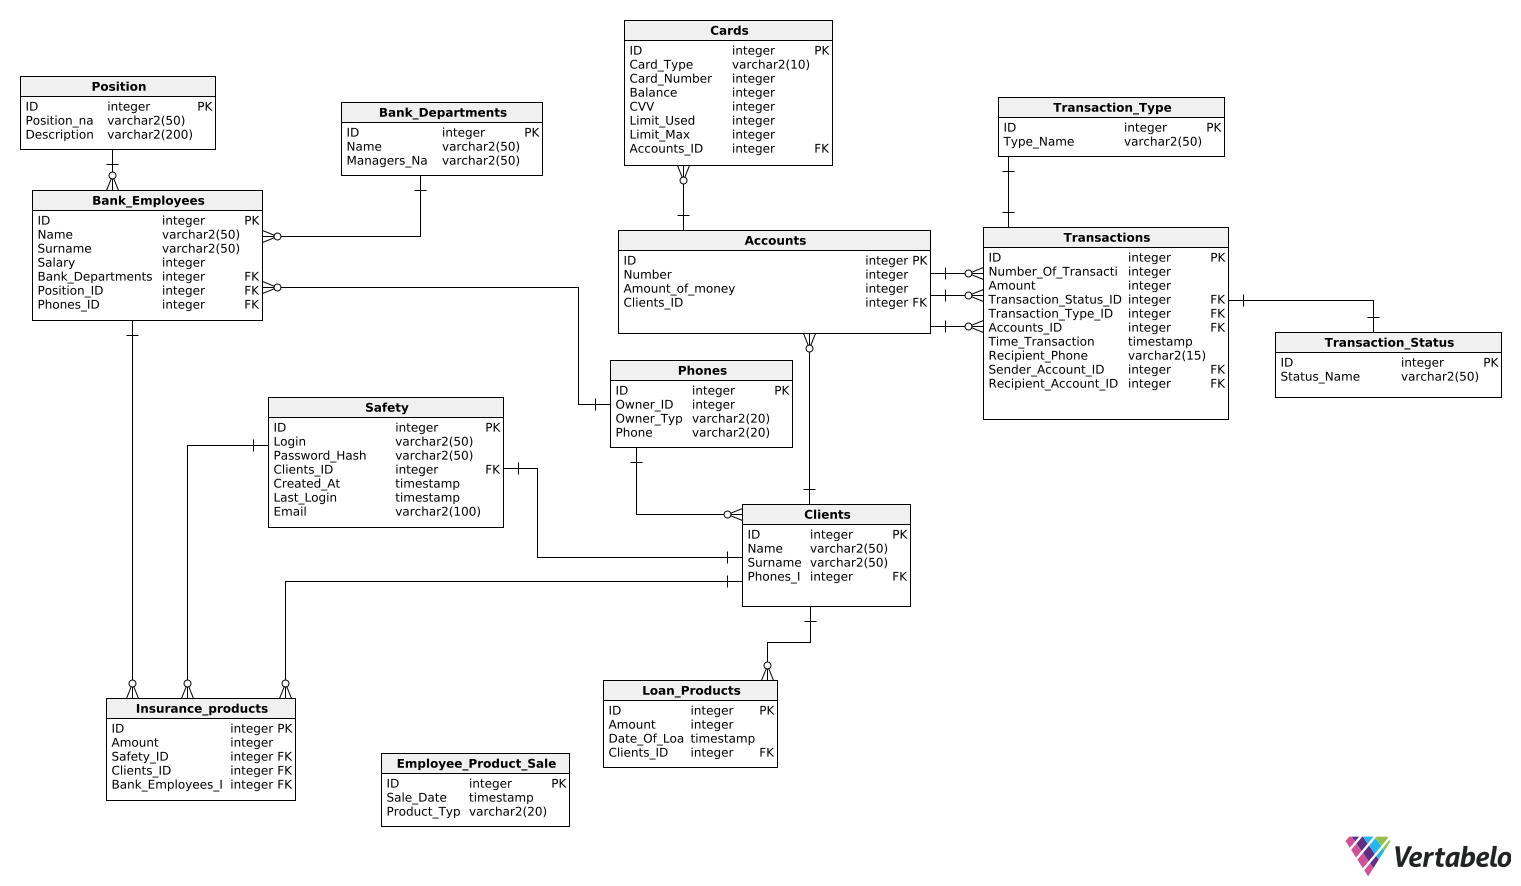 Cards
ID integer PK
Card_Type varchar2(10)
Card_Number integer
Balance integer
CVV integer
Limit_Used integer
Limit_Max integer
Accounts_ID integer FK
Position
ID integer PK
Position_na varchar2(50)
Description varchar2(200)
Bank_Departments
ID integer PK
Name varchar2(50)
Managers_Na varchar2(50)
Transaction_Type
ID integer PK
Type_Name varchar2(50)
Bank_Employees
ID integer PK
Name varchar2(50)
Surname varchar2(50)
Salary integer
Bank_Departments integer FK
Position_ID integer FK
Phones_ID integer FK
Accounts
ID integer PK
Number integer
Amount_of_money integer
Clients_ID integer FK
Transactions
ID integer PK
Number_Of_Transacti integer
Amount integer
Transaction_Status_ID integer FK
Transaction_Type_ID integer FK
Accounts_ID integer FK
Time_Transaction timestamp
Recipient_Phone varchar2(15)
Sender_Account_ID integer FK
Recipient_Account_ID integer FK
Transaction_Status
ID integer PK
Status_Name varchar2(50)
Phones
ID integer PK
Owner_ID integer
Owner_Typ varchar2(20)
Phone varchar2(20)
Safety
ID integer PK
Login varchar2(50)
Password_Hash varchar2(50)
Clients_ID integer FK
Created_At timestamp
Last_Login timestamp
Email varchar2(100)
Clients
ID integer PK
Name varchar2(50)
Surname varchar2(50)
Phones_I integer FK
Insurance_products
ID integer PK
Amount integer
Safety_ID integer FK
Clients_ID integer FK
Bank_Employees_I integer FK
Loan_Products
ID integer PK
Amount integer
Date_Of_Loa timestamp
Clients_ID integer FK
Employee_Product_Sale
ID integer PK
Sale_Date timestamp
Product_Typ varchar2(20)
Vertabelo